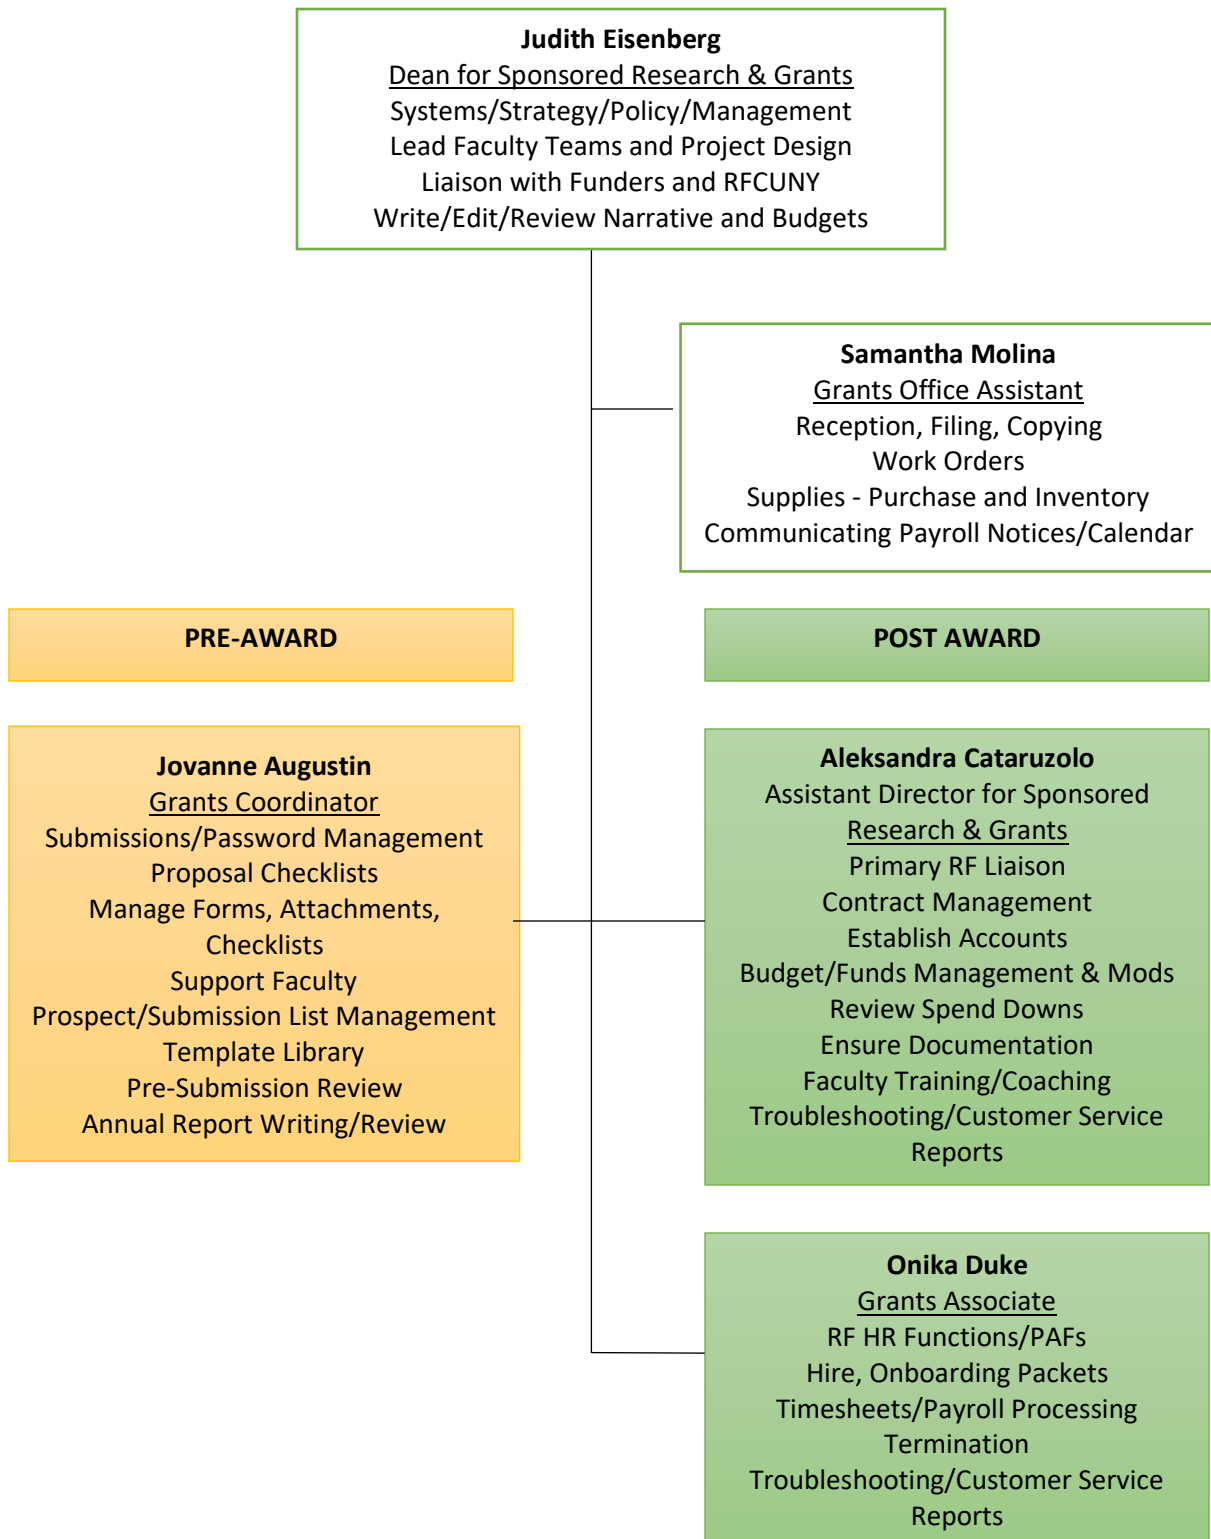 Judith Eisenberg
Dean for Sponsored Research & Grants
Systems/Strategy/Policy/Management
Lead Faculty Teams and Project Design
Liaison with Funders and RFCUNY
Write/Edit/Review Narrative and Budgets
Samantha Molina
Grants Office Assistant
Reception, Filing, Copying
Work Orders
Supplies - Purchase and Inventory
Communicating Payroll Notices/Calendar
PRE-AWARD
POST AWARD
Jovanne Augustin
Grants Coordinator
Submissions/Password Management
Proposal Checklists
Manage Forms, Attachments,
Checklists
Support Faculty
Prospect/Submission List Management
Template Library
Pre-Submission Review
Annual Report Writing/Review
Aleksandra Cataruzolo
Assistant Director for Sponsored
Research & Grants
Primary RF Liaison
Contract Management
Establish Accounts
Budget/Funds Management & Mods
Review Spend Downs
Ensure Documentation
Faculty Training/Coaching
Troubleshooting/Customer Service
Reports
Onika Duke
Grants Associate
RF HR Functions/PAFs
Hire, Onboarding Packets
Timesheets/Payroll Processing
Termination
Troubleshooting/Customer Service
Reports